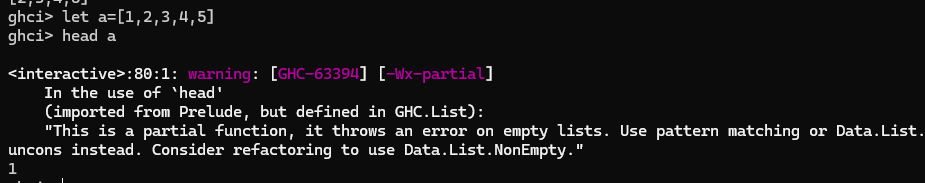 ghci> let a=[1,2,3,4,5]
ghci> head a
<interactive>:80:1: warning: [GHC-63394] [-Wx-partial]
In the use of ‘head'
(imported from Prelude, but defined in GHC.List):
"This is a partial function, it throws an error on empty lists. Use pattern matching or Data.List.
uncons instead. Consider refactoring to use Data.List.NonEmpty."
1